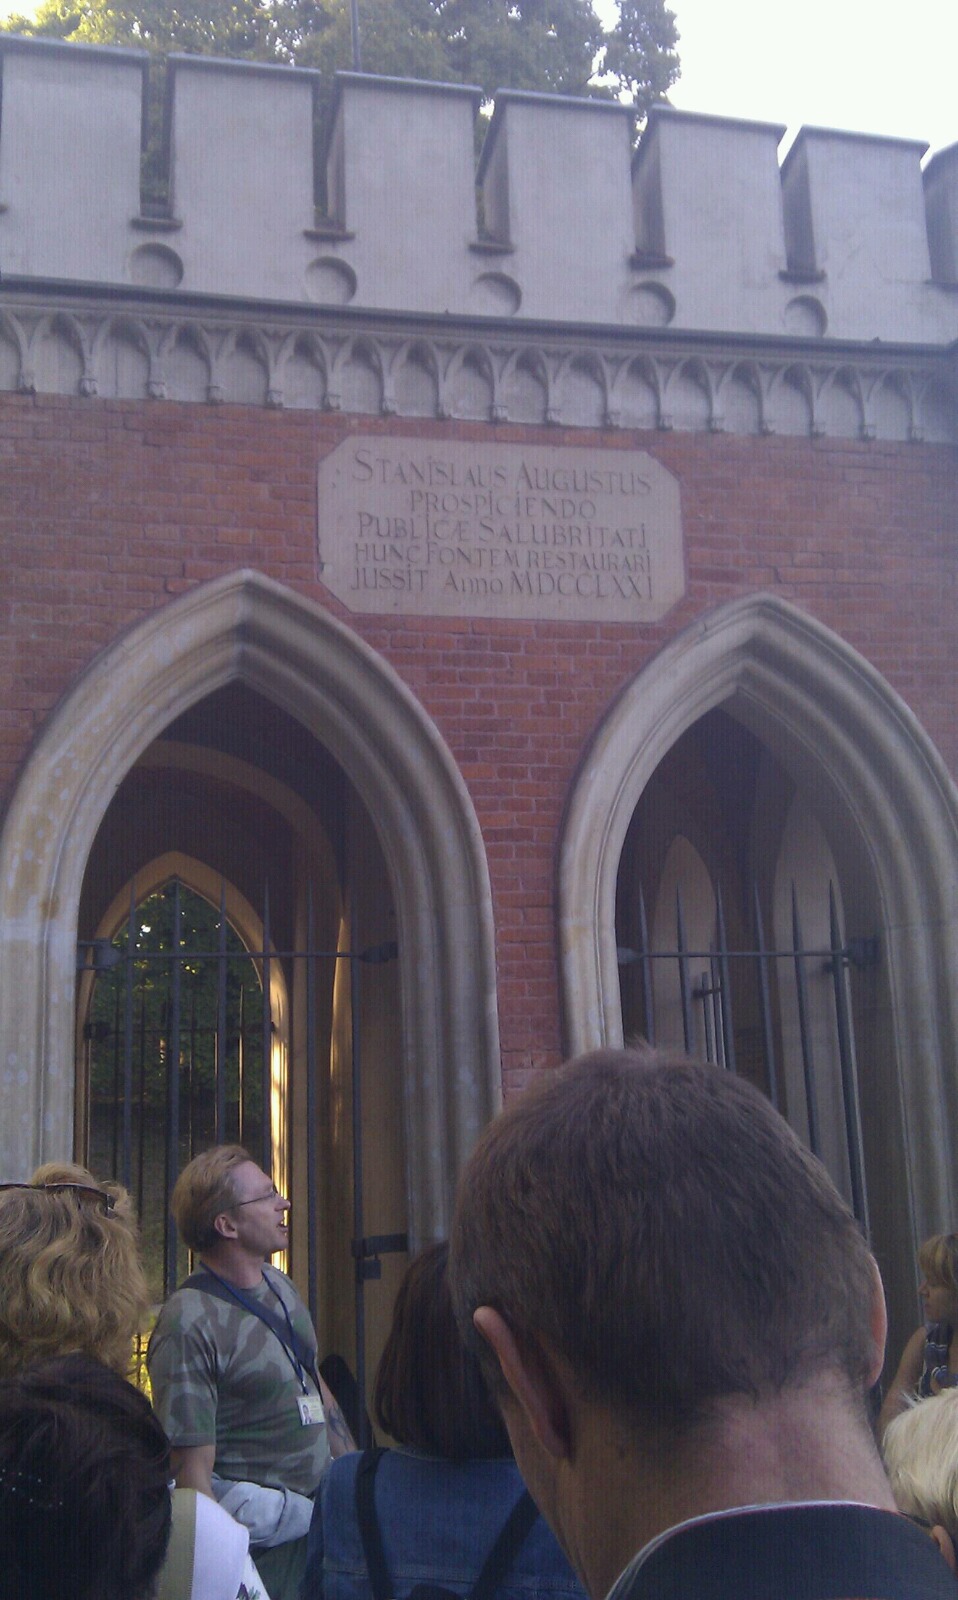 STANISLAUS AUGUSTUS
PROSPICIENDO
PUBLICÆ SALUBRITATI
HUNC FONTEM RESTAURARI
JUSSIT Anno MDCCLXXI